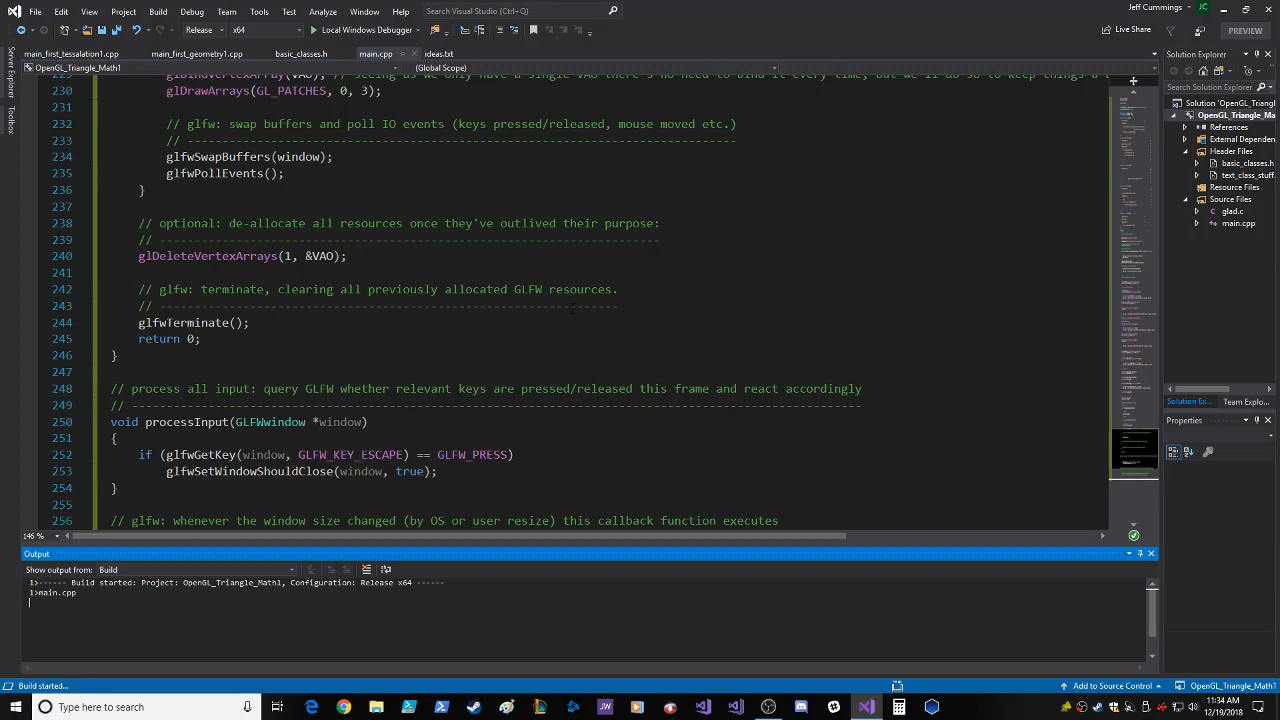 File Edit View Project Build Debug Team Tools Test Analyze Window Help Search Visual Studio Jeff Cummings JC
Release x64 Local Windows Debugger PREVIEW
main_first_tessalation1.cpp main_first_geometry1.cpp basic_classes.h main.cpp ideas.txt
OpenGL_Triangle_Math1 (Global Scope)
Server Explorer
Toolbox
230 glDrawArrays(GL_PATCHES, 0, 3);
231
232 // glfw: swap buffers and poll IO events (keys pressed/released, mouse moved etc.)
233 // -------------------------------------------------------------------------------
234 glfwSwapBuffers(window);
235 glfwPollEvents();
236 }
237
238 // optional: de-allocate all resources once they've outlived their purpose:
239 // ------------------------------------------------------------------------
240 glDeleteVertexArrays(1, &VAO);
241
242 // glfw: terminate, clearing all previously allocated GLFW resources.
243 // ------------------------------------------------------------------
244 glfwTerminate();
245 return 0;
246 }
247
248 // process all input: query GLFW whether relevant keys are pressed/released this frame and react accordingly
249 // ---------------------------------------------------------------------------------------------------------
250 void processInput(GLFWwindow *window)
251 {
252 if (glfwGetKey(window, GLFW_KEY_ESCAPE) == GLFW_PRESS)
253 glfwSetWindowShouldClose(window, true);
254 }
255
256 // glfw: whenever the window size changed (by OS or user resize) this callback function executes
146 %
Output
Show output from: Build
1>------ Build started: Project: OpenGL_Triangle_Math1, Configuration: Release x64 ------
1>main.cpp
Solution Explorer
Search Solution Explorer
Solution 'OpenGL_Tri
OpenGL_Triangle_
References
Header Files
basic_classes.h
texture_stuff.h
Resource Files
basic.c
main.cpp
Solution Ex... Team Explo...
Properties
Build started... Add to Source Control OpenGL_Triangle_Math1
Type here to search
11:34 AM
12/19/2018